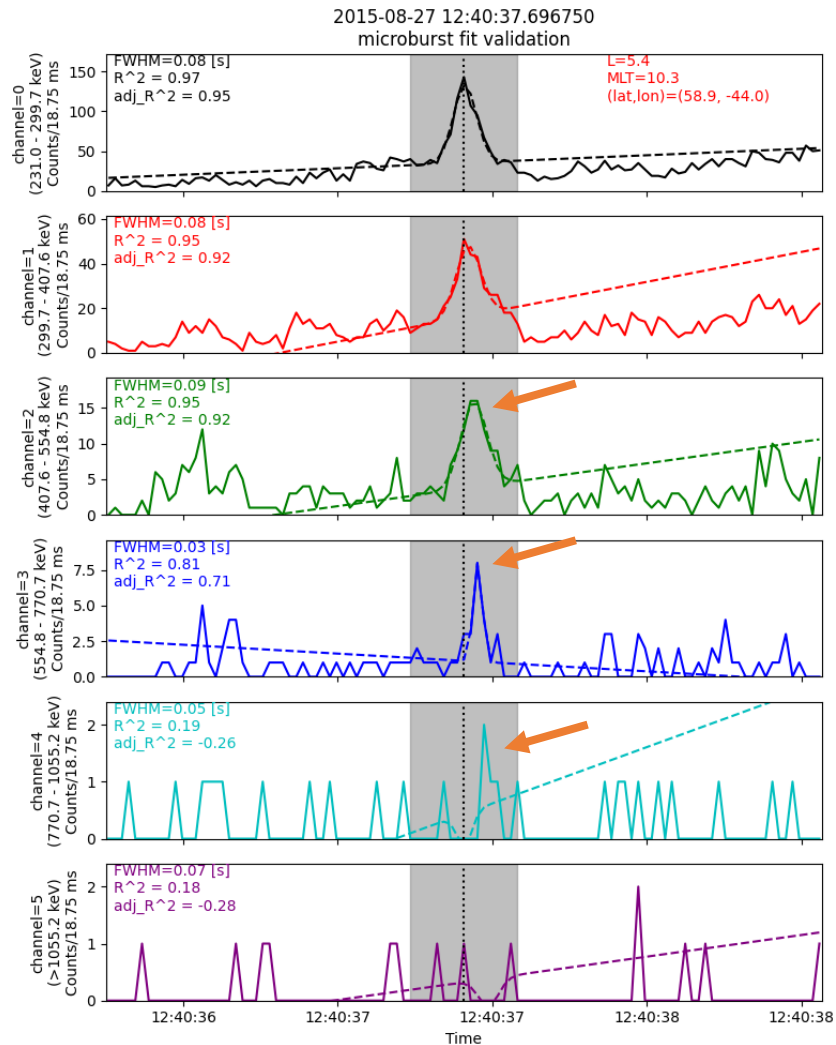 2015-08-27 12:40:37.696750
microburst fit validation
channel=0
(231.0 - 299.7 keV)
Counts/18.75 ms
150
100
50
0
FWHM=0.08 [s]
R^2 = 0.97
adj_R^2 = 0.95
L=5.4
MLT=10.3
(lat,lon)=(58.9, -44.0)
channel=1
(299.7 - 407.6 keV)
Counts/18.75 ms
60
40
20
0
FWHM=0.08 [s]
R^2 = 0.95
adj_R^2 = 0.92
channel=2
(407.6 - 554.8 keV)
Counts/18.75 ms
15
10
5
0
FWHM=0.09 [s]
R^2 = 0.95
adj_R^2 = 0.92
channel=3
(554.8 - 770.7 keV)
Counts/18.75 ms
7.5
5.0
2.5
0.0
FWHM=0.03 [s]
R^2 = 0.81
adj_R^2 = 0.71
channel=4
(770.7 - 1055.2 keV)
Counts/18.75 ms
2
1
0
FWHM=0.05 [s]
R^2 = 0.19
adj_R^2 = -0.26
channel=5
(>1055.2 keV)
Counts/18.75 ms
2
1
0
FWHM=0.07 [s]
R^2 = 0.18
adj_R^2 = -0.28
12:40:36 12:40:37 12:40:37 12:40:38 12:40:38
Time